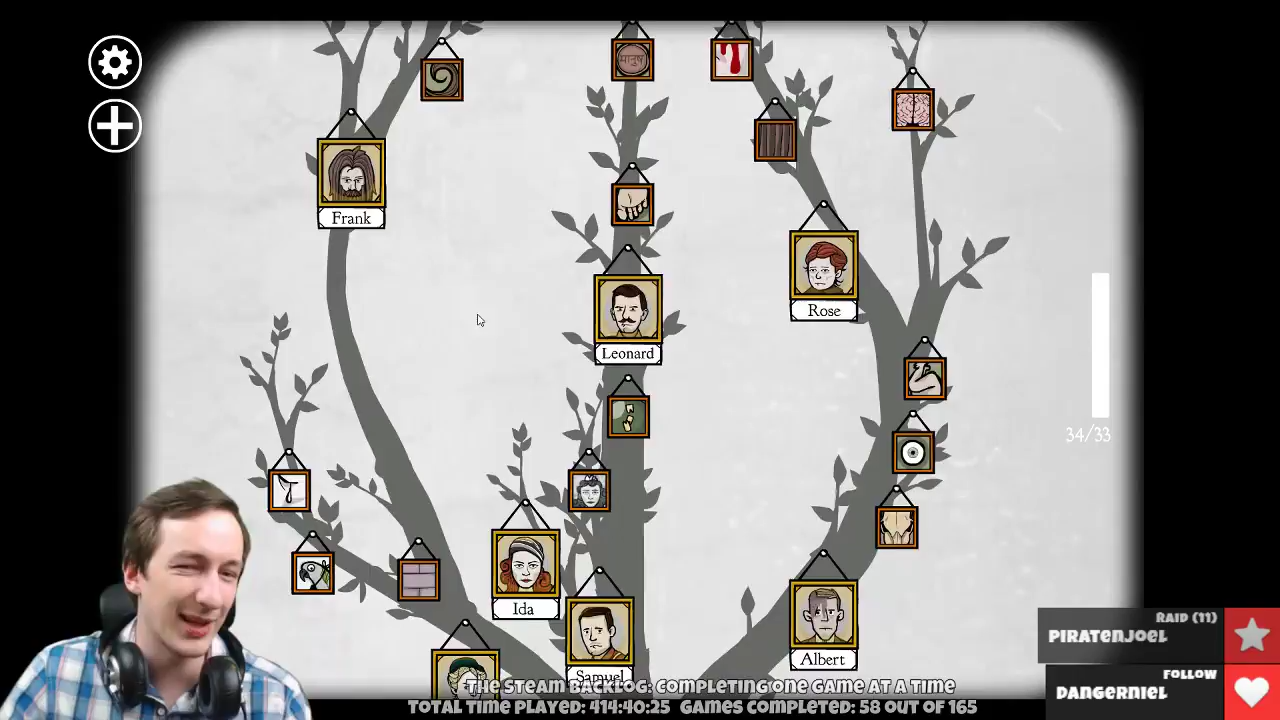 मानुष
Frank
Rose
Leonard
34/33
Ida
Samuel
Albert
RAID (11)
PIRATENJOEL
FOLLOW
DANGERNIEL
THE STEAM BACKLOG: COMPLETING ONE GAME AT A TIME
TOTAL TIME PLAYED: 414:40:25 GAMES COMPLETED: 58 OUT OF 165